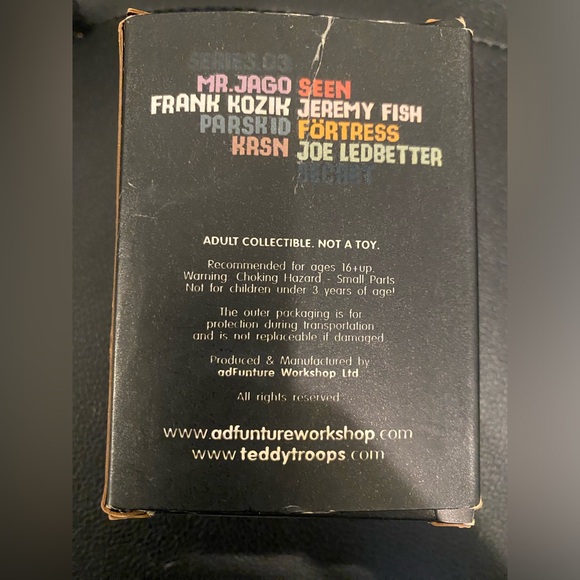 SERIES.03
MR.JAGO SEEN
FRANK KOZIK JEREMY FISH
PARSKID FÖRTRESS
KRSN JOE LEDBETTER
SECRET
ADULT COLLECTIBLE. NOT A TOY.
Recommended for ages 16+up.
Warning. Choking Hazard - Small Parts
Not for children under 3 years of age!
The outer packaging is for
protection during transportation
and is not replaceable if damaged
Produced & Manufactured by
adFunture Workshop Ltd.
All rights reserved
www.adfuntureworkshop.com
www.teddytroops.com